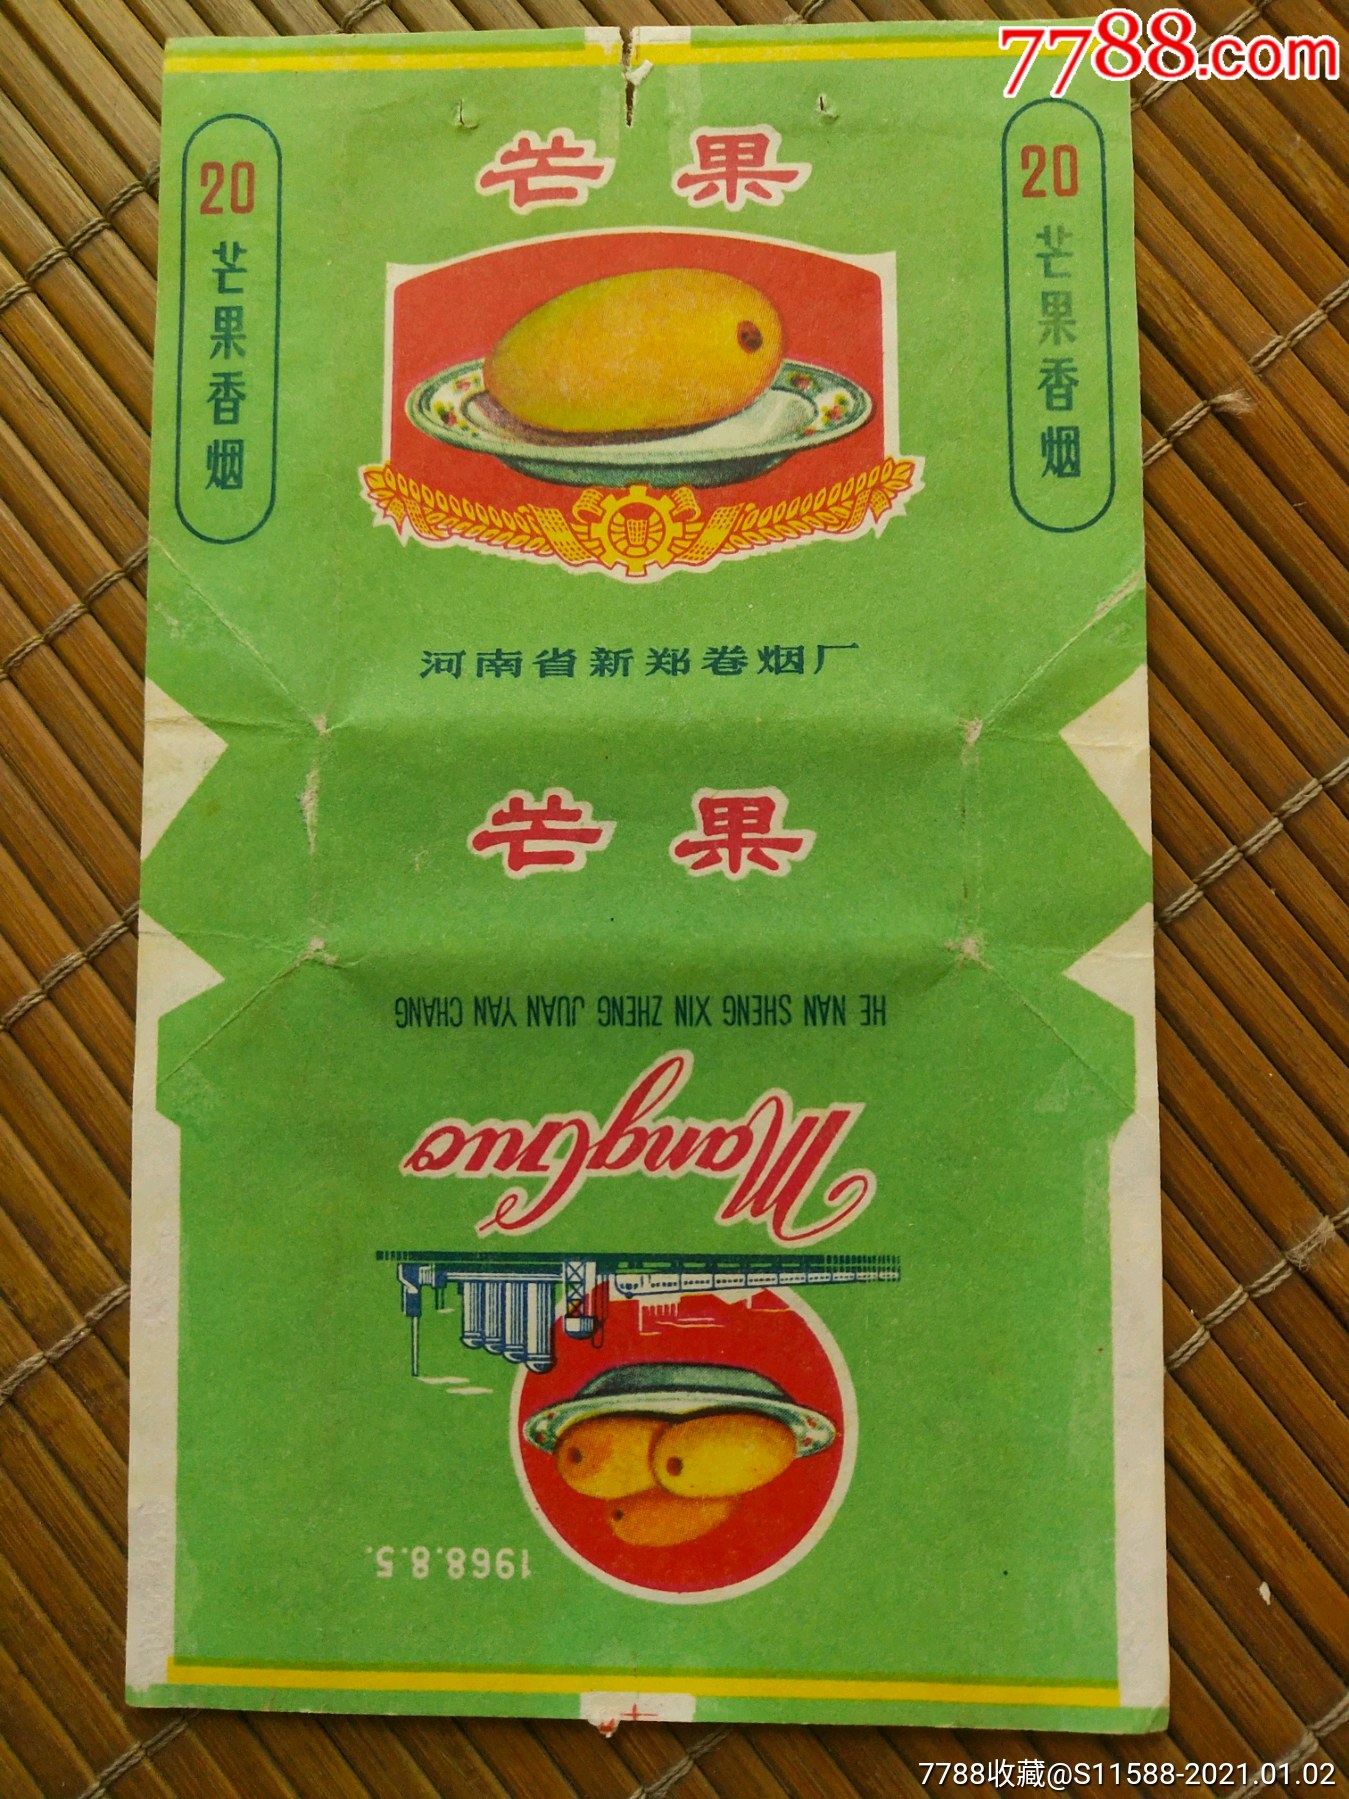 7788.com
芒果
20
芒果香烟
20
芒果香烟
河南省新郑卷烟厂
芒果
HE NAN SHENG XIN ZHENG JUAN YAN CHANG
MangGuo
1968.8.5.
7788收藏@S11588-2021.01.02